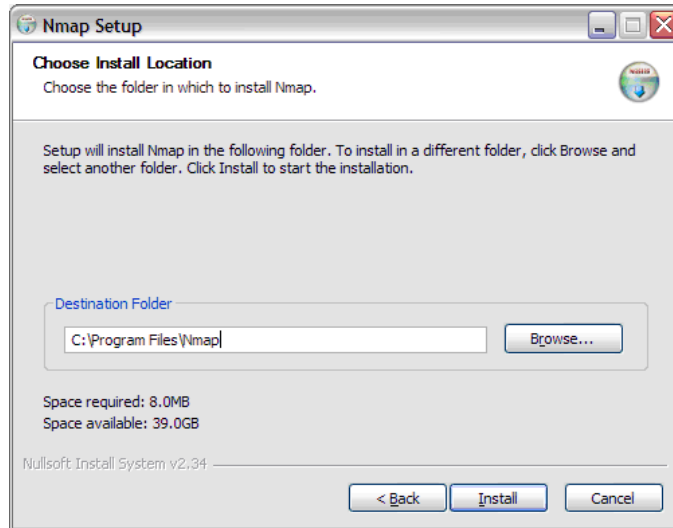 Nmap Setup
Choose Install Location
Choose the folder in which to install Nmap.
Setup will install Nmap in the following folder. To install in a different folder, click Browse and
select another folder. Click Install to start the installation.
Destination Folder
C:\Program Files\Nmap
Browse...
Space required: 8.0MB
Space available: 39.0GB
Nullsoft Install System v2.34
< Back
Install
Cancel